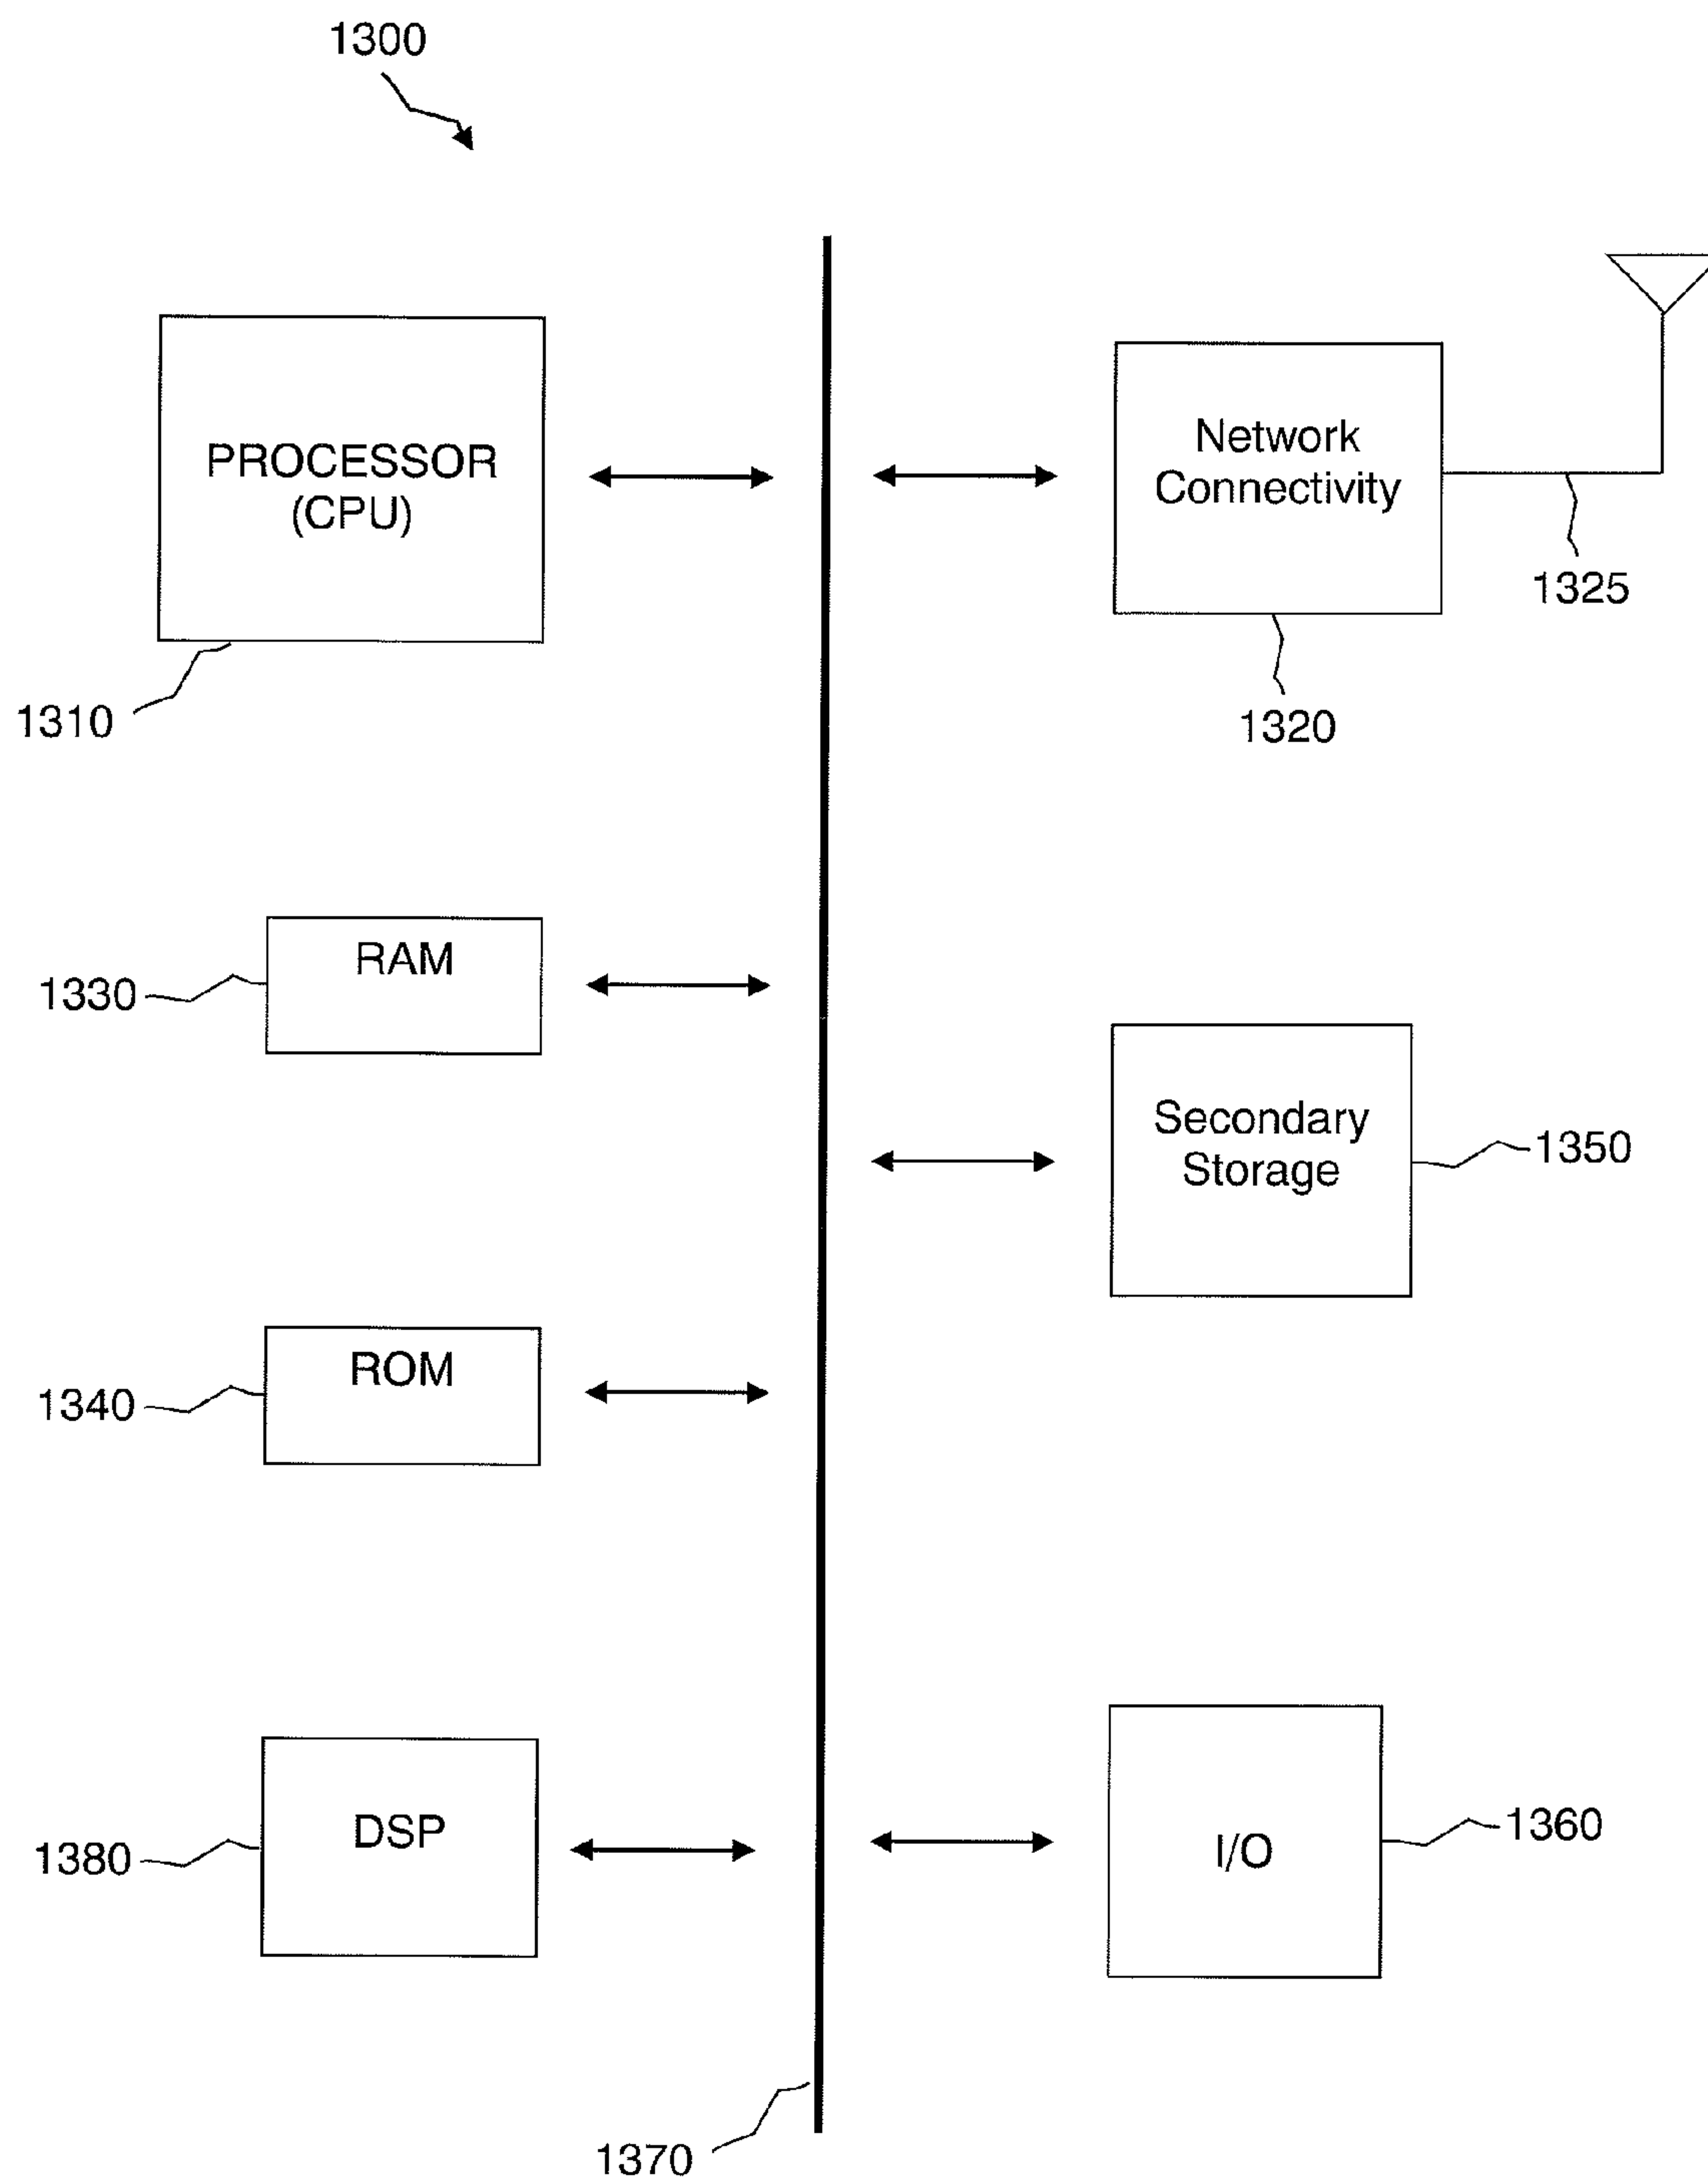 1300
PROCESSOR
(CPU)
1310
Network
Connectivity
1325
1320
RAM
1330
Secondary
Storage
1350
ROM
1340
DSP
1380
I/O
1360
1370